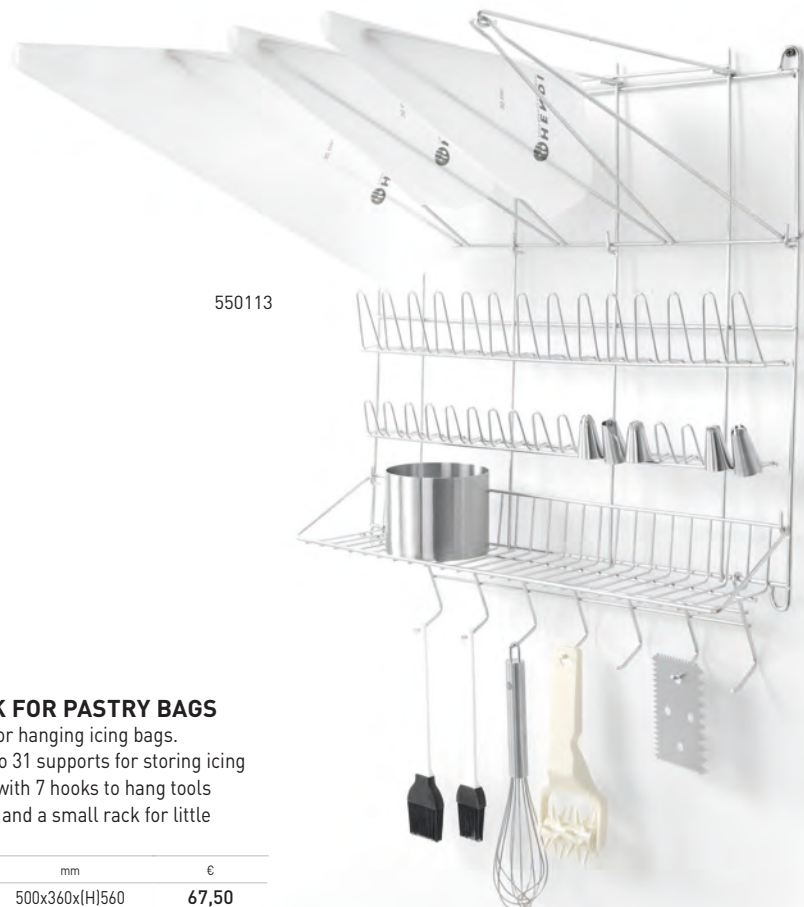 HENDI
550113
K FOR PASTRY BAGS
or hanging icing bags.
o 31 supports for storing icing
with 7 hooks to hang tools
and a small rack for little
mm €
500x360x(H)560 67,50